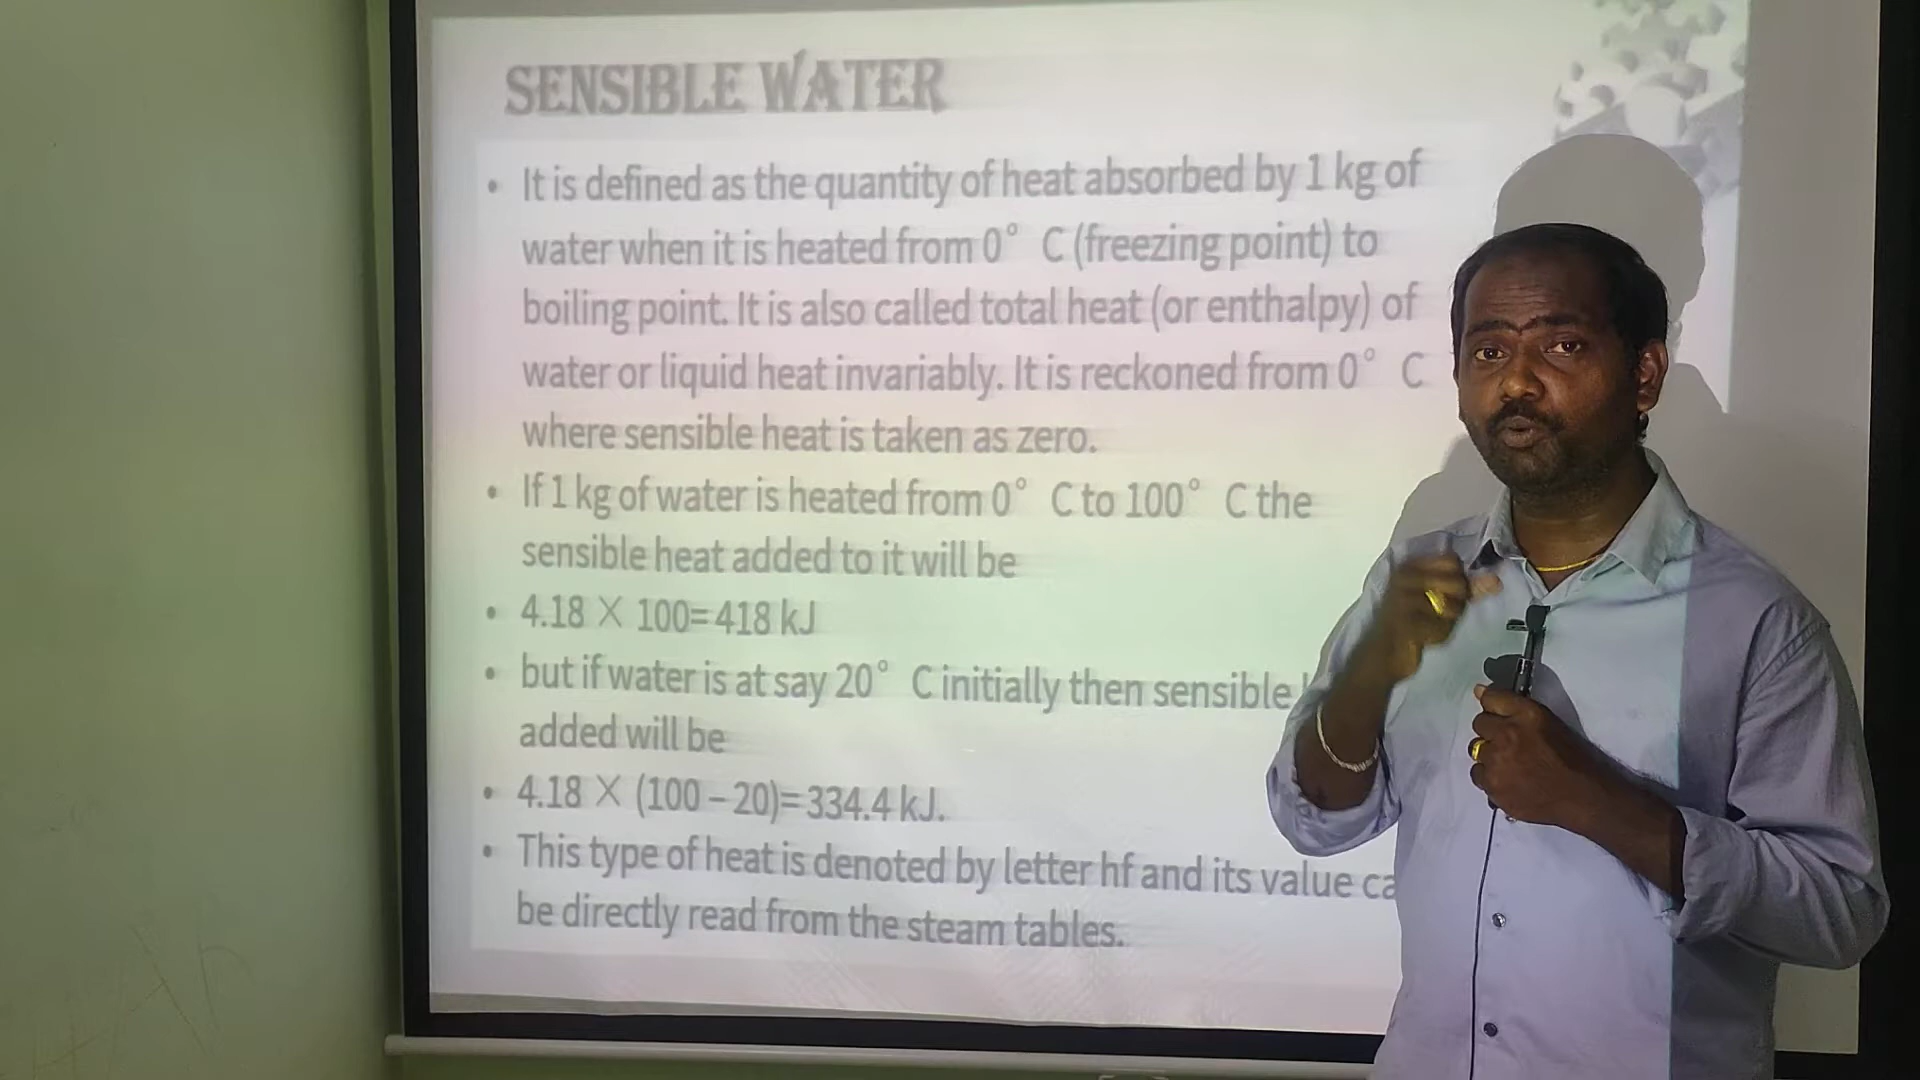 SENSIBLE WATER
• It is defined as the quantity of heat absorbed by 1 kg of
water when it is heated from 0° C (freezing point) to
boiling point. It is also called total heat (or enthalpy) of
water or liquid heat invariably. It is reckoned from 0° C
where sensible heat is taken as zero.
• If 1 kg of water is heated from 0° C to 100° C the
sensible heat added to it will be
• 4.18 × 100=418 kJ
• but if water is at say 20° C initially then sensible
added will be
• 4.18 × (100 – 20)=334.4 kJ.
• This type of heat is denoted by letter hf and its value
be directly read from the steam tables.